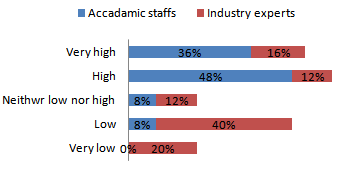 Accadamic staffs Industry experts
Very high 36% 16%
High 48% 12%
Neithwr low nor high 8% 12%
Low 8% 40%
Very low 0% 20%